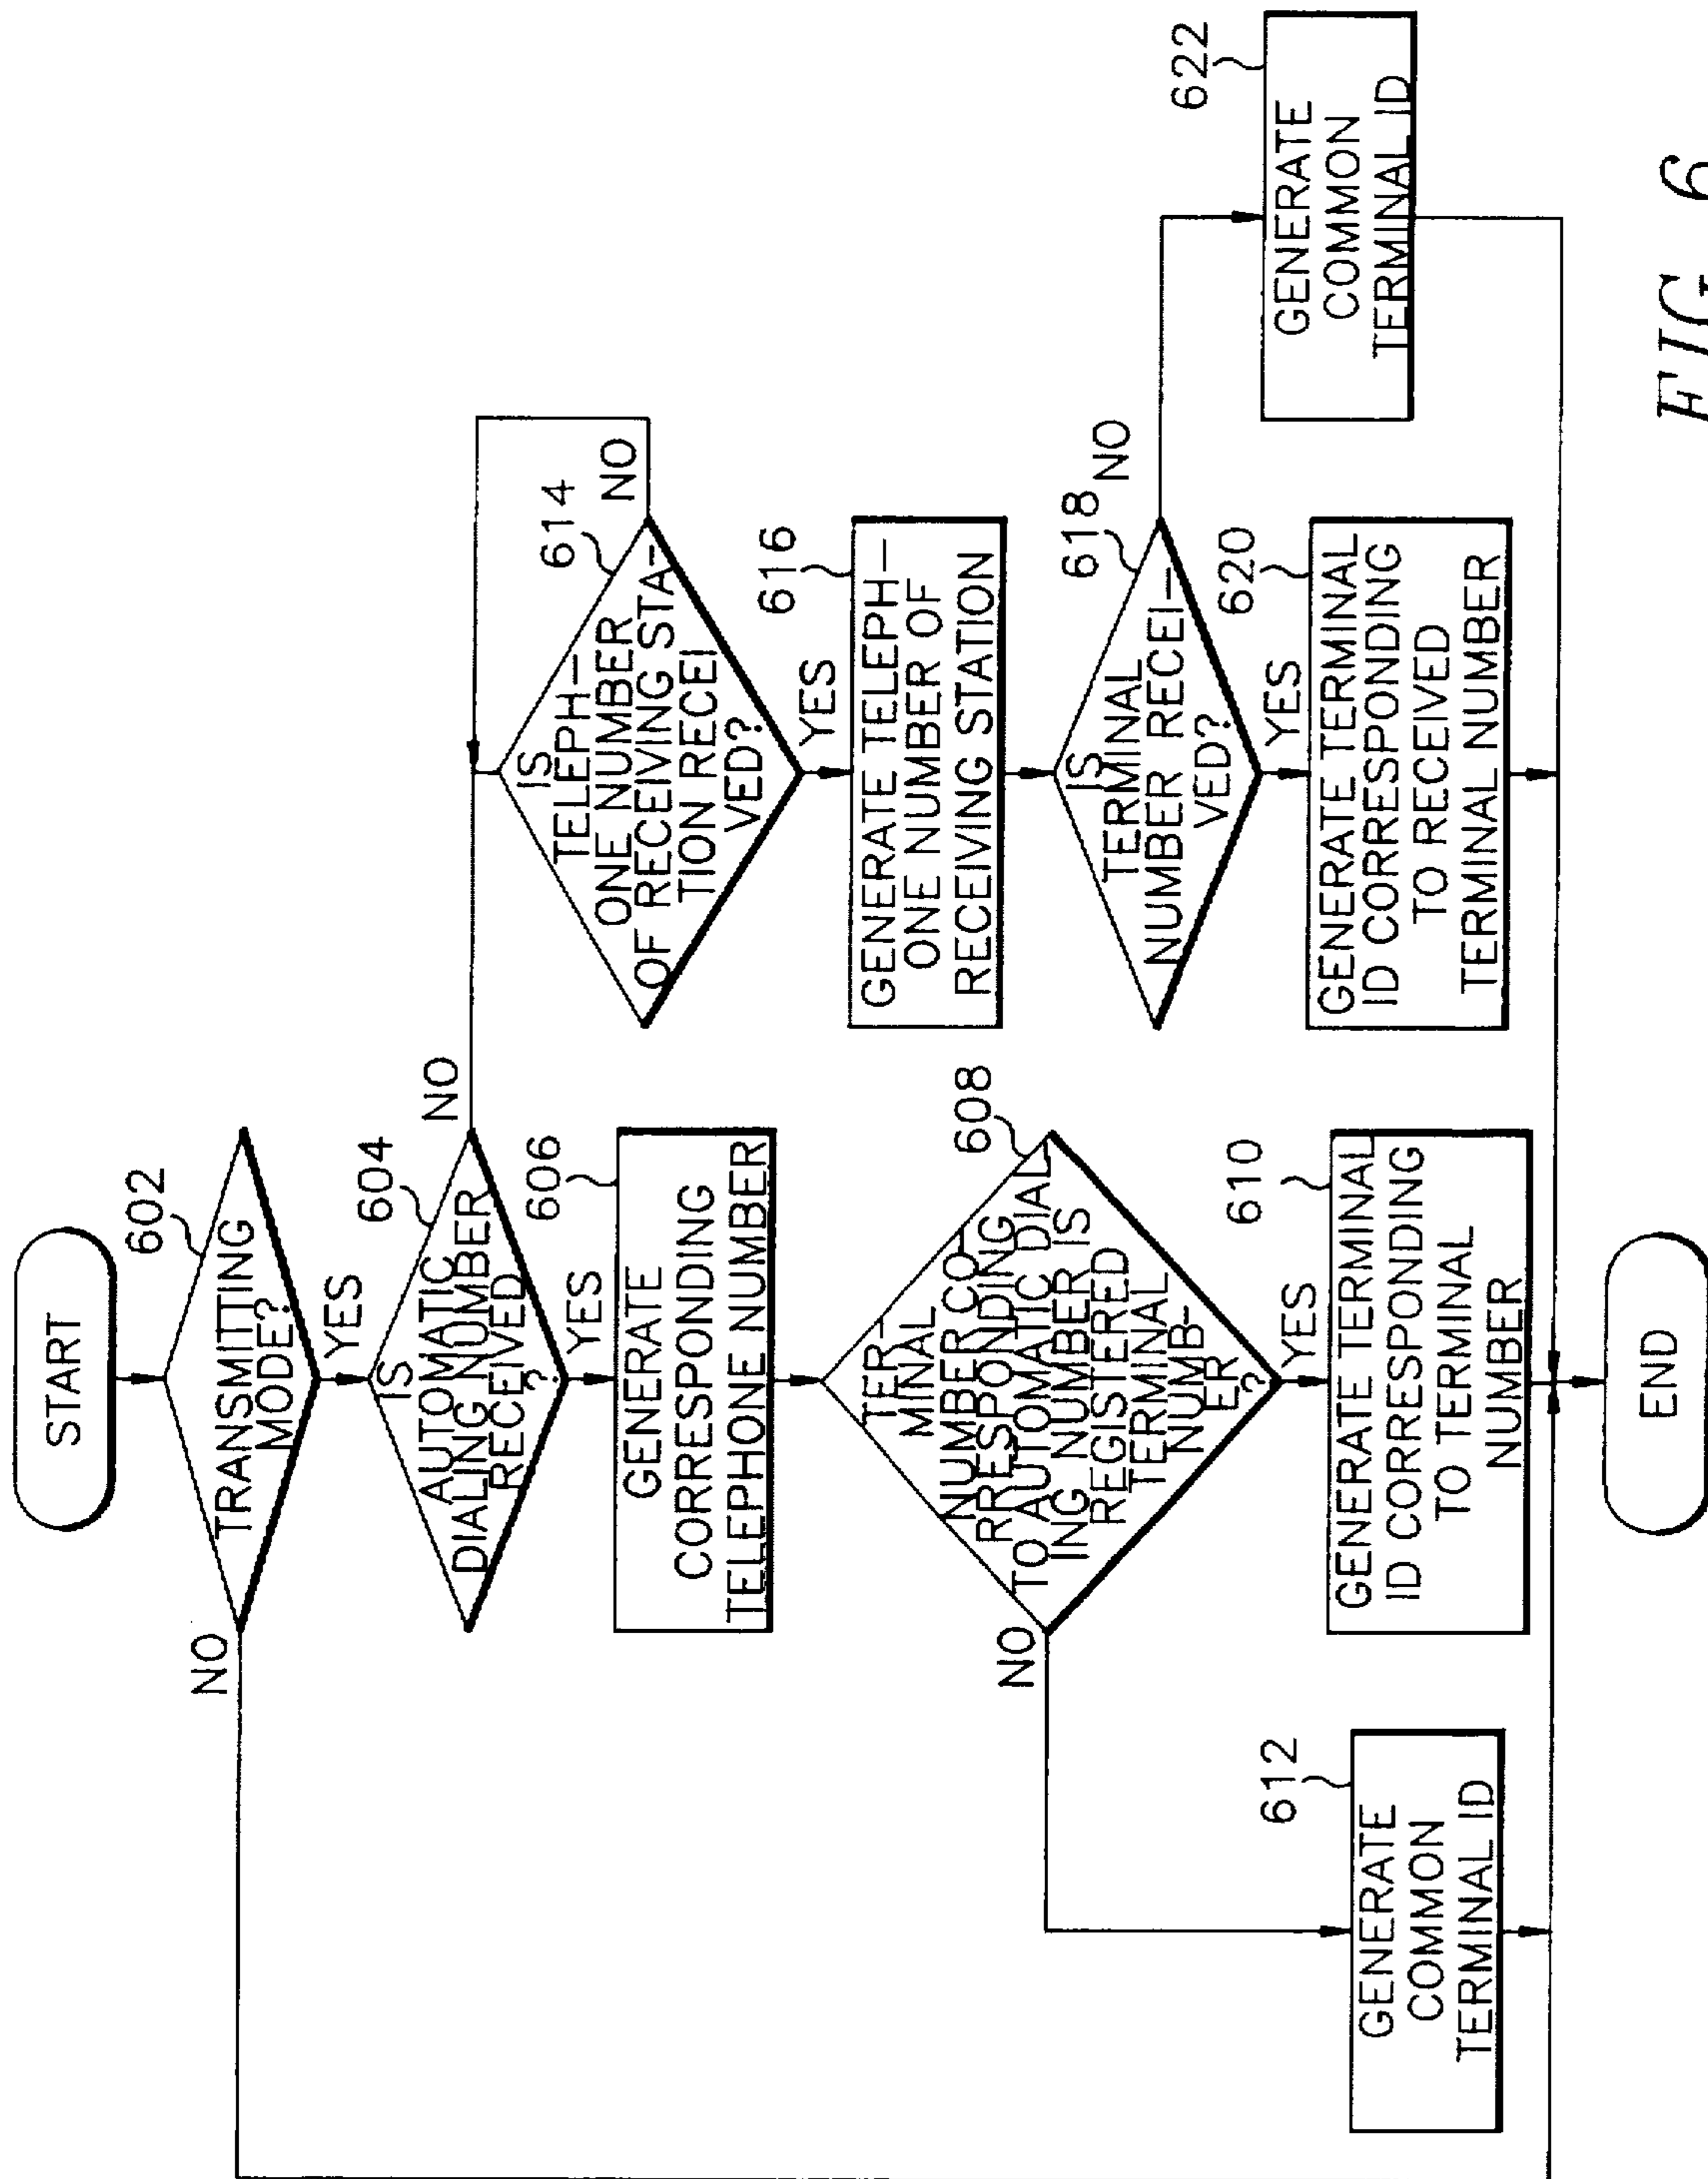 START
602
TRANSMITTING
MODE?
NO
YES
604
IS
AUTOMATIC
DIALING NUMBER
RECEIVED
?
NO
YES
606
GENERATE
CORRESPONDING
TELEPHONE NUMBER
608
TER-
MINAL
NUMBER CO-
RRESPONDING
TO AUTOMATIC DIAL
ING NUMBER IS
REGISTERED
TERMINAL
NUMB-
ER
?
NO
YES
610
GENERATE TERMINAL
ID CORRESPONDING
TO TERMINAL
NUMBER
612
GENERATE
COMMON
TERMINAL ID
614
IS
TELEPH-
ONE NUMBER
OF RECEIVING STA-
TION RECEI
VED?
NO
YES
616
GENERATE TELEPH-
ONE NUMBER OF
RECEIVING STATION
618
IS
TERMINAL
NUMBER RECEI-
VED?
NO
YES
620
GENERATE TERMINAL
ID CORRESPONDING
TO RECEIVED
TERMINAL NUMBER
622
GENERATE
COMMON
TERMINAL ID
END
FIG. 6